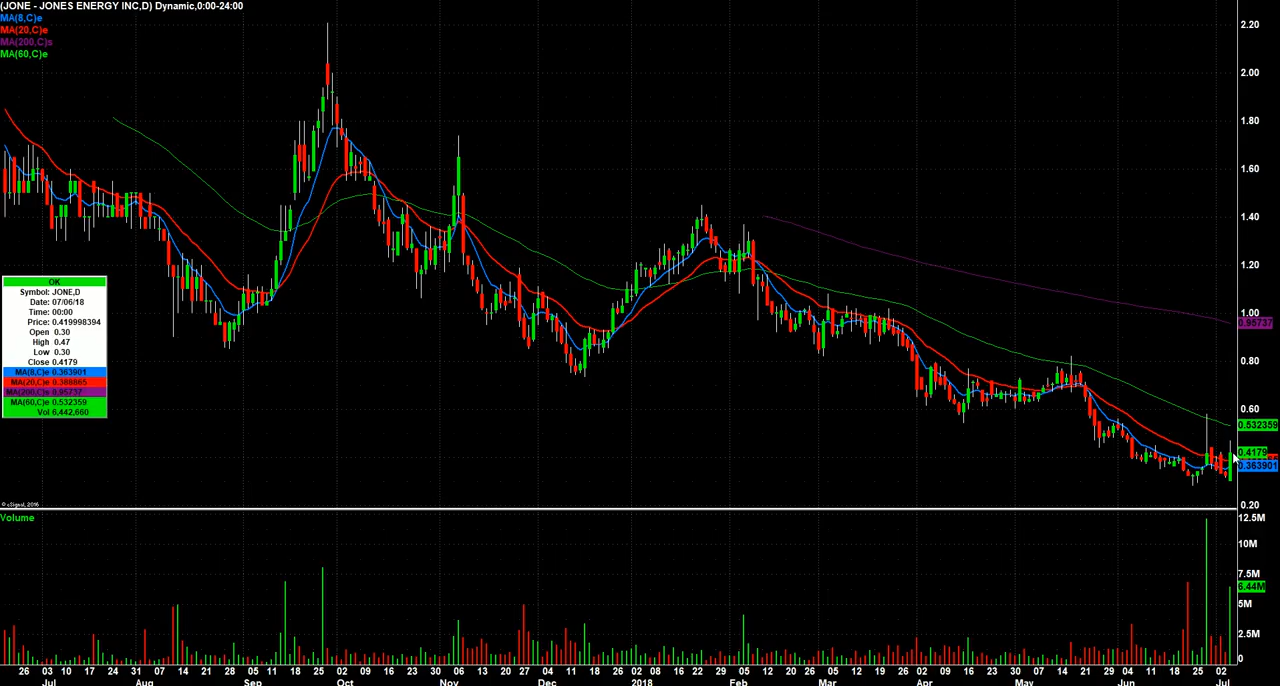 (JONE - JONES ENERGY INC,D) Dynamic,0:00-24:00
MA(8,C)e
MA(20,C)e
MA(200,C)s
MA(60,C)e
2.20
2.00
1.80
1.60
1.40
1.20
1.00
0.95737
0.80
0.60
0.532359
0.4179
0.363901
0.20
OK
Symbol: JONE,D
Date: 07/06/18
Time: 00:00
Price: 0.419998394
Open 0.30
High 0.47
Low 0.30
Close 0.4179
MA(8,C)e 0.363901
MA(20,C)e 0.388865
MA(200,C)s 0.95737
MA(60,C)e 0.532359
Vol 6,442,660
© eSignal, 2016
Volume
12.5M
10M
7.5M
6.44M
5M
2.5M
0
26 03 10 17 24 31 07 14 21 28 05 11 18 25 02 09 16 23 30 06 13 20 27 04 11 18 26 02 08 16 22 29 05 12 20 26 05 12 19 26 02 09 16 23 30 07 14 21 29 04 11 18 25 02
Jul Aug Sep Oct Nov Dec 2018 Feb Mar Apr May Jun Jul